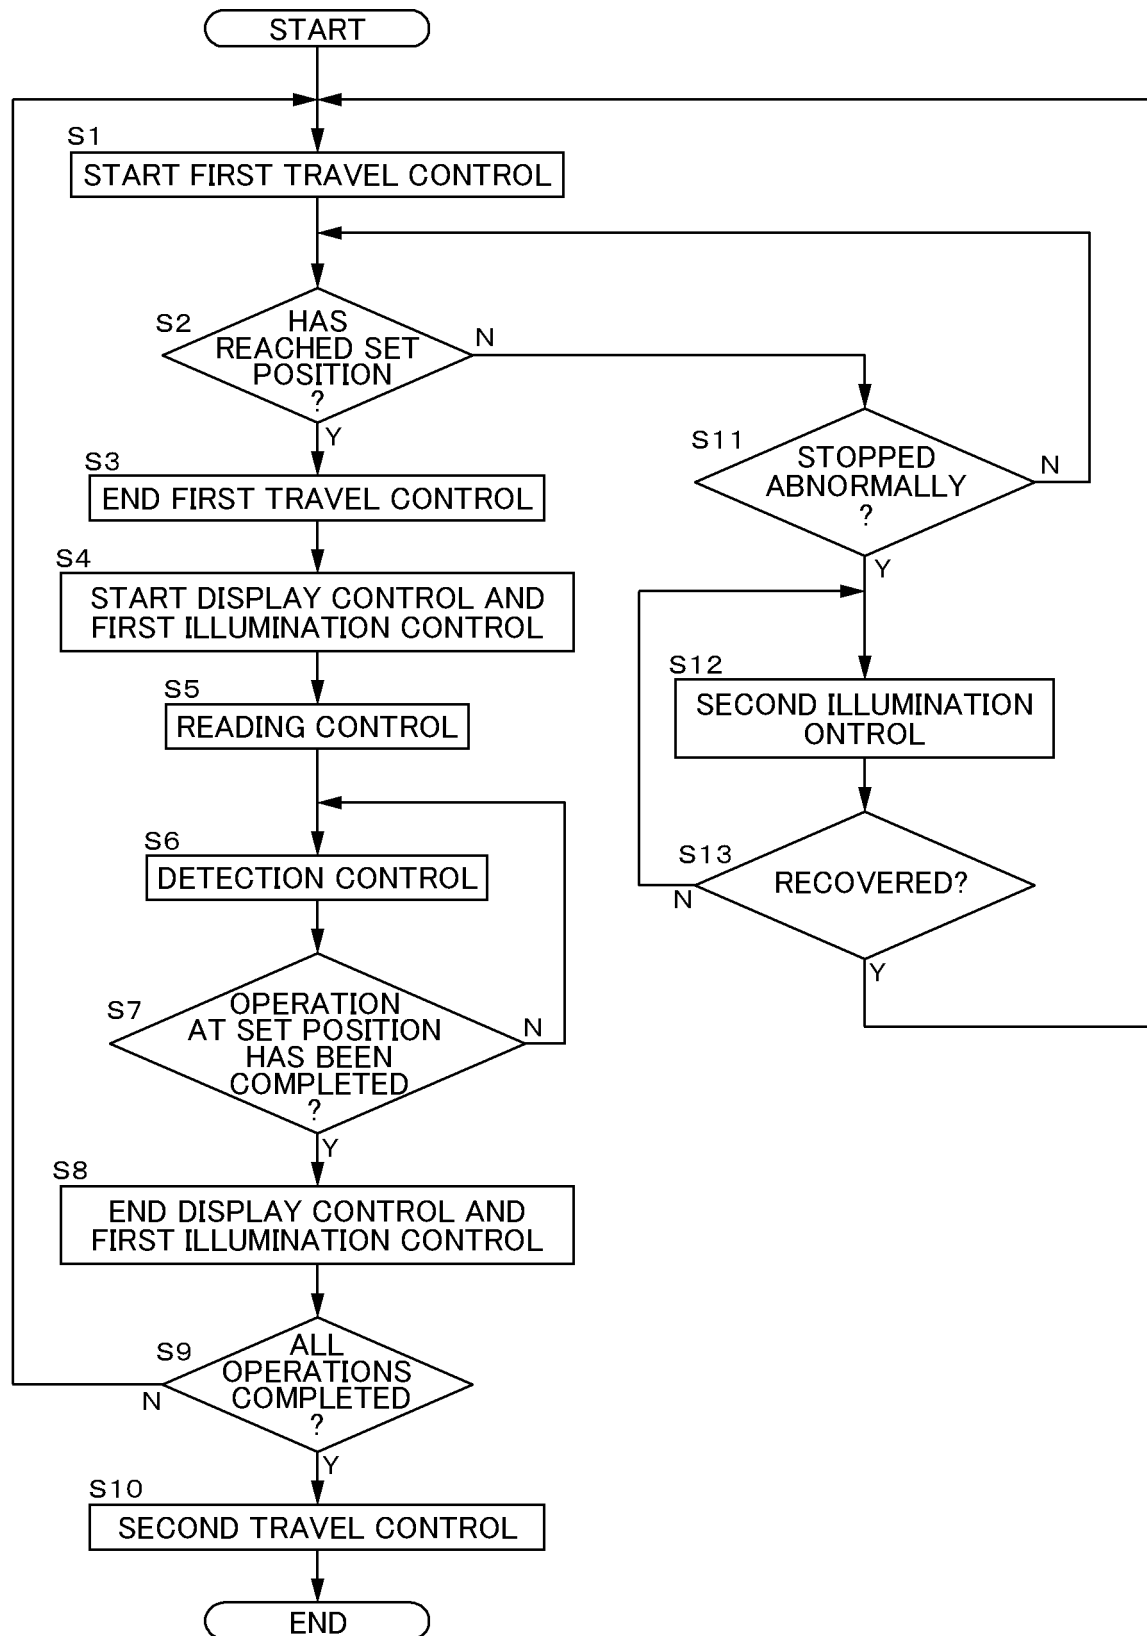 START
S1
START FIRST TRAVEL CONTROL
S2
HAS
REACHED SET
POSITION
?
N
Y
S3
END FIRST TRAVEL CONTROL
S4
START DISPLAY CONTROL AND
FIRST ILLUMINATION CONTROL
S5
READING CONTROL
S6
DETECTION CONTROL
S7
OPERATION
AT SET POSITION
HAS BEEN
COMPLETED
?
N
Y
S8
END DISPLAY CONTROL AND
FIRST ILLUMINATION CONTROL
S9
ALL
OPERATIONS
COMPLETED
?
N
Y
S10
SECOND TRAVEL CONTROL
END
S11
STOPPED
ABNORMALLY
?
N
Y
S12
SECOND ILLUMINATION
ONTROL
S13
RECOVERED?
N
Y